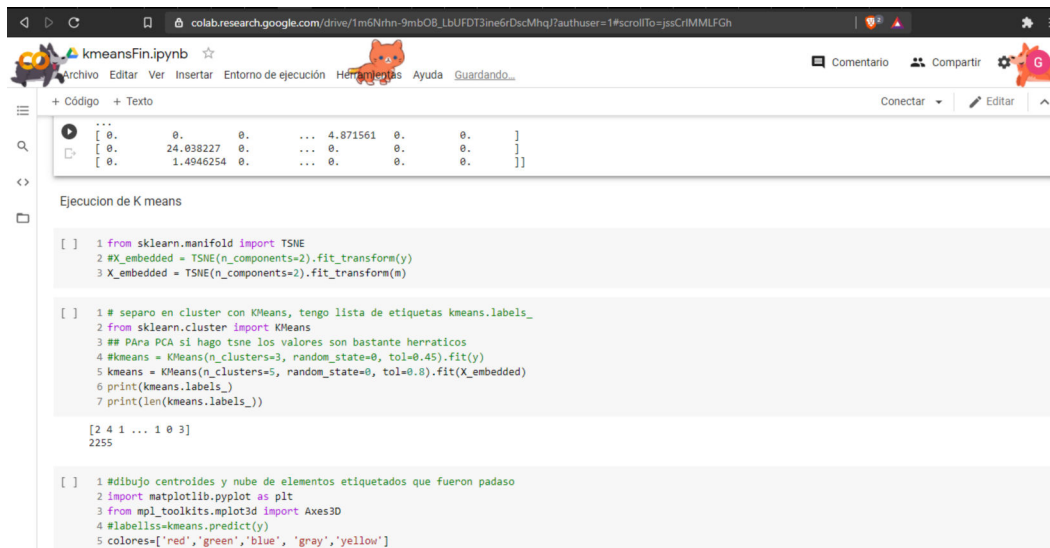 colab.research.google.com/drive/1m6Nrhn-9mbOB_LbUFDT3ine6rDscMhqJ?authuser=1#scrollTo=jssCrlMMLFGh
2
CO
kmeansFin.ipynb
Archivo Editar Ver Insertar Entorno de ejecución Herramientas Ayuda Guardando...
Comentario Compartir G
+ Código + Texto
Conectar Editar
...
[ 0. 0. 0. ... 4.871561 0. 0. ]
[ 0. 24.038227 0. ... 0. 0. 0. ]
[ 0. 1.4946254 0. ... 0. 0. 0. ]]
Ejecucion de K means
[ ] 1 from sklearn.manifold import TSNE
2 #X_embedded = TSNE(n_components=2).fit_transform(y)
3 X_embedded = TSNE(n_components=2).fit_transform(m)
[ ] 1 # separo en cluster con KMeans, tengo lista de etiquetas kmeans.labels_
2 from sklearn.cluster import KMeans
3 ## PAra PCA si hago tsne los valores son bastante herraticos
4 #kmeans = KMeans(n_clusters=3, random_state=0, tol=0.45).fit(y)
5 kmeans = KMeans(n_clusters=5, random_state=0, tol=0.8).fit(X_embedded)
6 print(kmeans.labels_)
7 print(len(kmeans.labels_))
[2 4 1 ... 1 0 3]
2255
[ ] 1 #dibujo centroides y nube de elementos etiquetados que fueron padaso
2 import matplotlib.pyplot as plt
3 from mpl_toolkits.mplot3d import Axes3D
4 #labellss=kmeans.predict(y)
5 colores=['red','green','blue', 'gray','yellow']